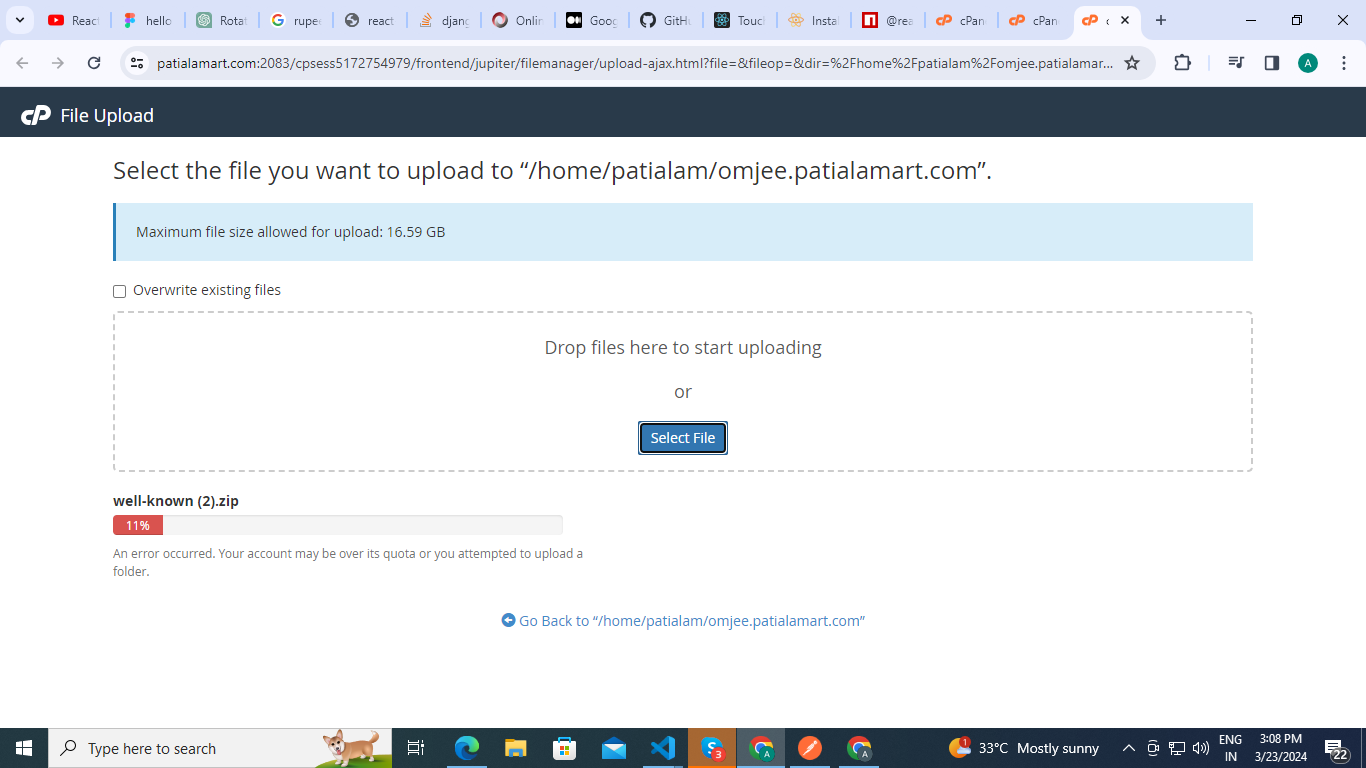 React
hello
Rotat
rupee
react
djang
Onlin
Goog
GitHu
Touch
Instal
@rea
cPan
cPan
c
patialamart.com:2083/cpsess5172754979/frontend/jupiter/filemanager/upload-ajax.html?file=&fileop=&dir=%2Fhome%2Fpatialam%2Fomjee.patialamar...
A
cP File Upload
Select the file you want to upload to “/home/patialam/omjee.patialamart.com”.
Maximum file size allowed for upload: 16.59 GB
Overwrite existing files
Drop files here to start uploading
or
Select File
well-known (2).zip
11%
An error occurred. Your account may be over its quota or you attempted to upload a
folder.
Go Back to “/home/patialam/omjee.patialamart.com”
Type here to search
3
A
A
1
33°C Mostly sunny
ENG
IN
3:08 PM
3/23/2024
22